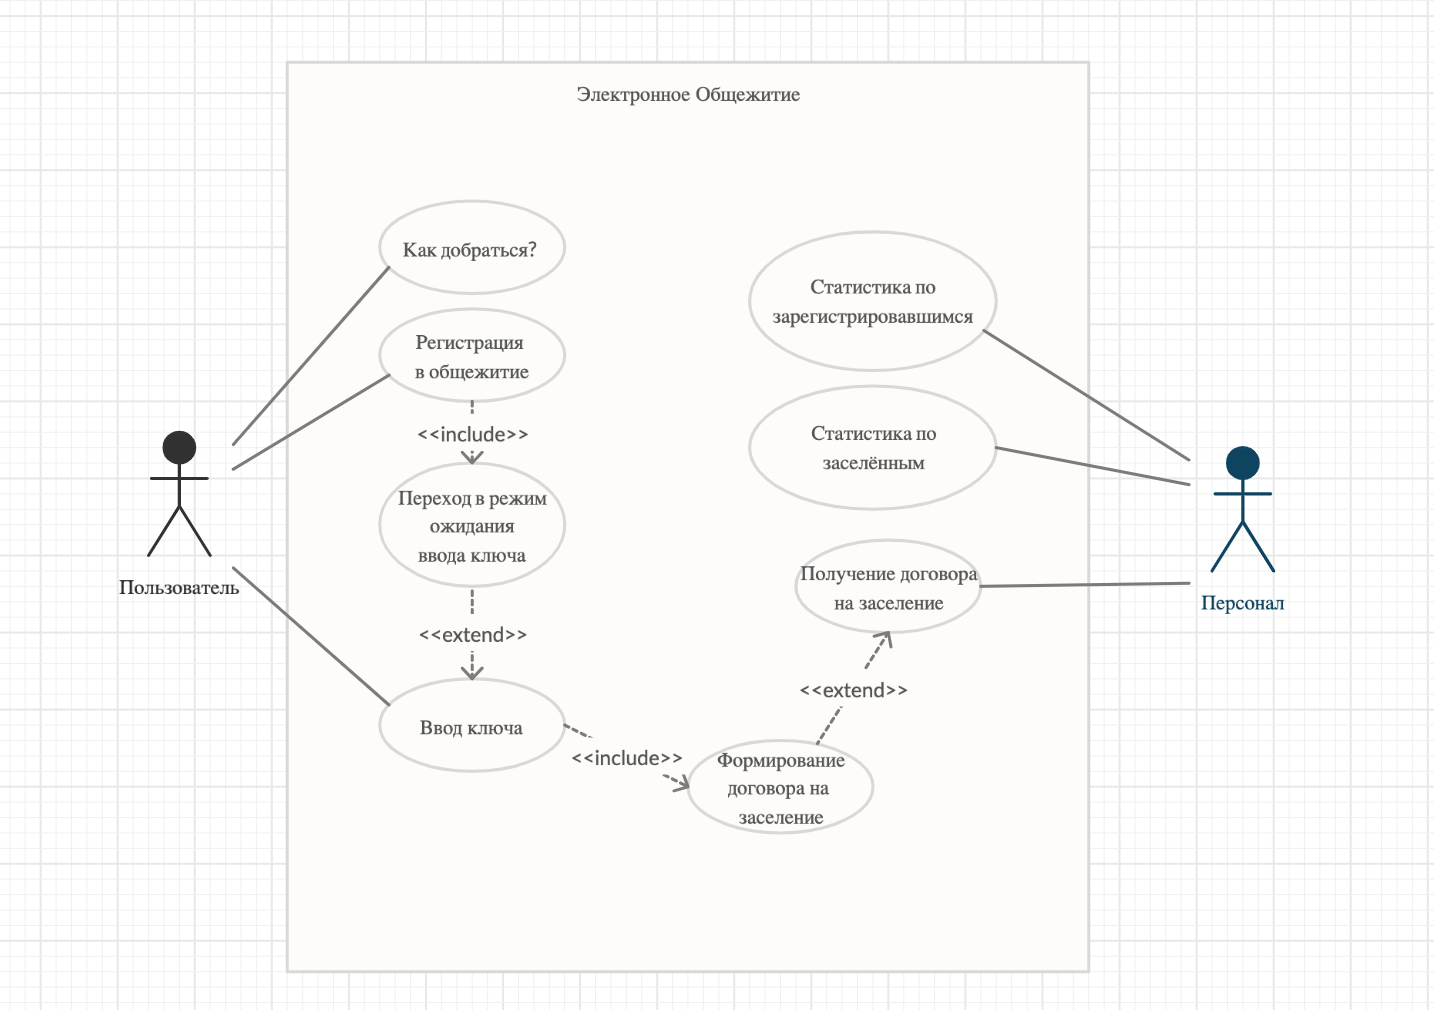 Электронное Общежитие
Как добраться?
Регистрация
в общежитие
<<include>>
Переход в режим
ожидания
ввода ключа
<<extend>>
Ввод ключа
<<include>>
Формирование
договора на
заселение
<<extend>>
Получение договора
на заселение
Статистика по
заселённым
Статистика по
зарегистрировавшимся
Пользователь
Персонал